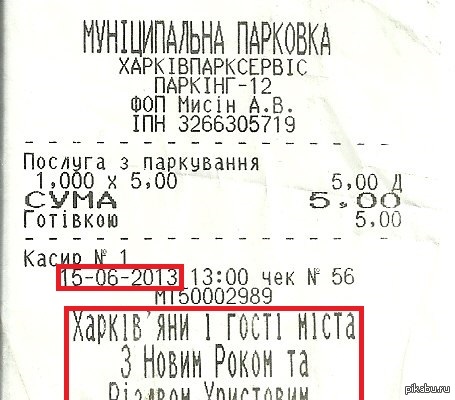 МУНІЦИПАЛЬНА ПАРКОВКА
ХАРКІВПАРКСЕРВІС
ПАРКІНГ-12
ФОП Мисін А.В.
ІПН 3266305719
Послуга з паркування
1,000 х 5,00 5,00 Д
СУМА 5,00
Готівкою 5,00
Касир № 1
15-06-2013 13:00 чек № 56
МТ50002989
Харків'яни і гості міста
З Новим Роком та
Різдвом Христовим
pikabu.ru